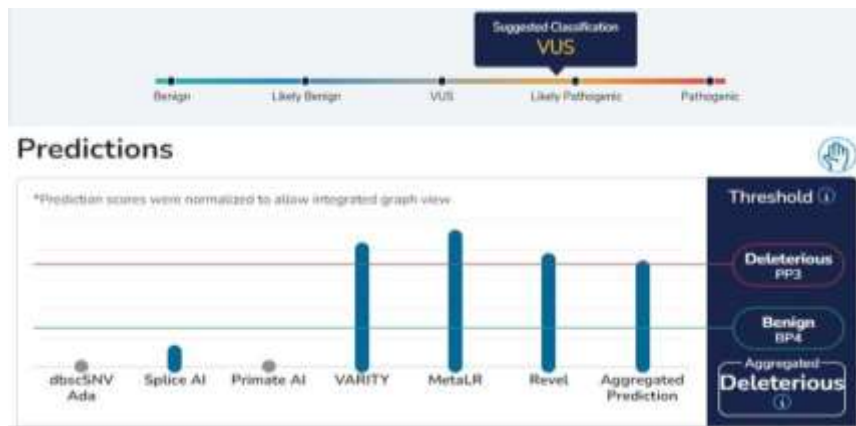 Suggested Classification
VUS
Benign
Likely Benign
VUS
Likely Pathogenic
Pathogenic
Predictions
*Prediction scores were normalized to allow integrated graph view
Threshold
Deleterious
PP3
Benign
BP4
Aggregated
Deleterious
dbscSNV
Ada
Splice AI
Primate AI
VARITY
MetaLR
Revel
Aggregated
Prediction